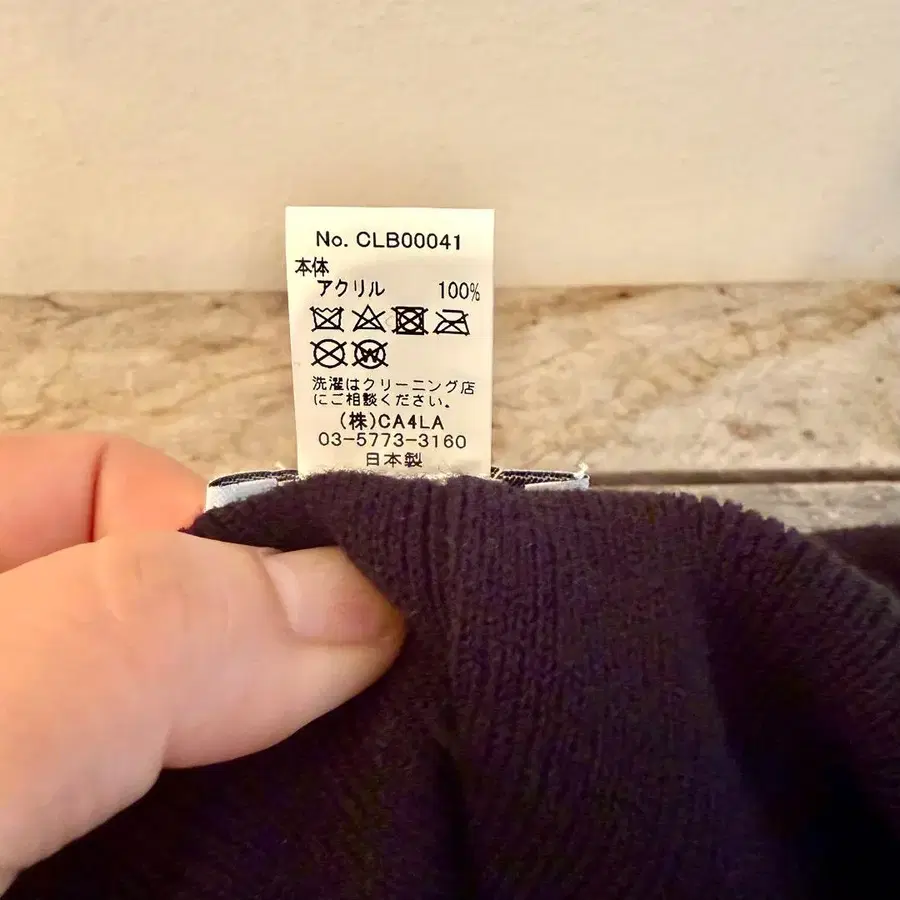 No. CLB00041
本体
アクリル 100%
洗濯はクリーニング店
にご相談ください。
(株)CA4LA
03-5773-3160
日本製